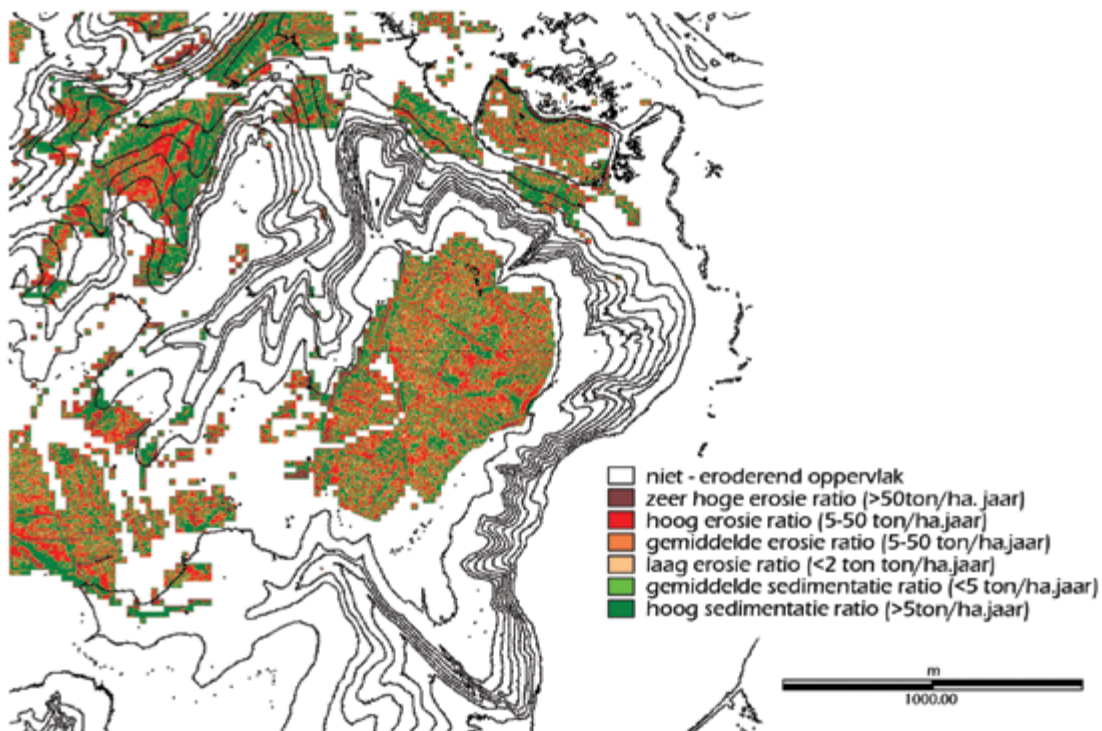 niet - eroderend oppervlak
zeer hoge erosie ratio (>50ton/ha. jaar)
hoog erosie ratio (5-50 ton/ha.jaar)
gemiddelde erosie ratio (5-50 ton/ha.jaar)
laag erosie ratio (<2 ton ton/ha.jaar)
gemiddelde sedimentatie ratio (<5 ton/ha.jaar)
hoog sedimentatie ratio (>5ton/ha.jaar)
m
1000.00